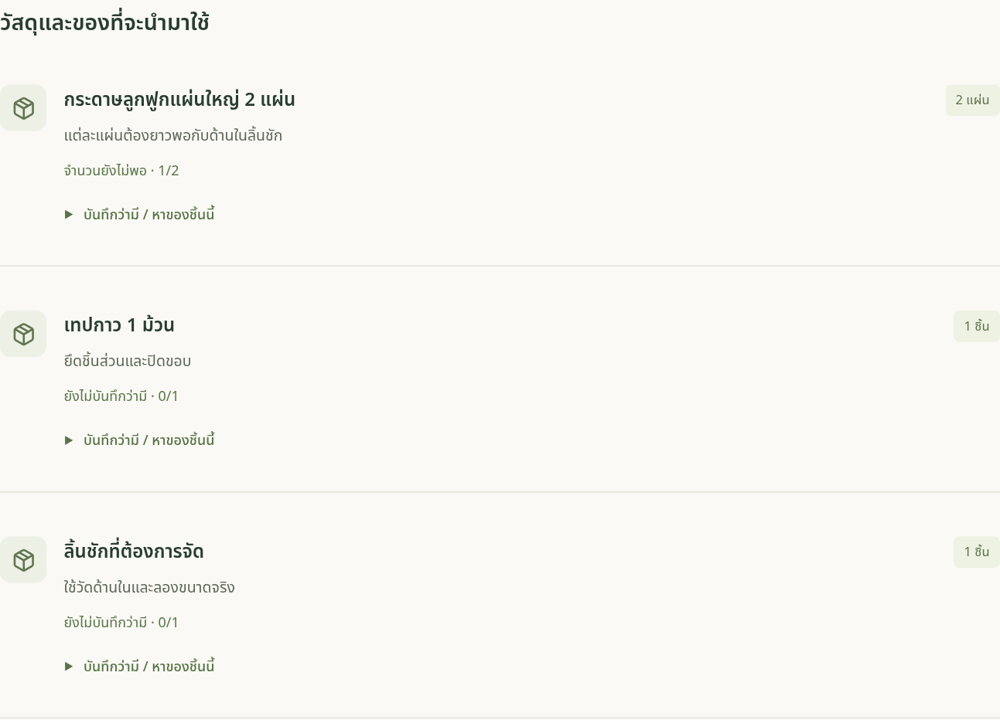 วัสดุและของที่จะนำมาใช้
กระดาษลูกฟูกแผ่นใหญ่ 2 แผ่น
2 แผ่น
แต่ละแผ่นต้องยาวพอกับด้านในลิ้นชัก
จำนวนยังไม่พอ · 1/2
▶ บันทึกว่ามี / หาของชิ้นนี้
เทปกาว 1 ม้วน
1 ชิ้น
ยึดชิ้นส่วนและปิดขอบ
ยังไม่บันทึกว่ามี · 0/1
▶ บันทึกว่ามี / หาของชิ้นนี้
ลิ้นชักที่ต้องการจัด
1 ชิ้น
ใช้วัดด้านในและลองขนาดจริง
ยังไม่บันทึกว่ามี · 0/1
▶ บันทึกว่ามี / หาของชิ้นนี้